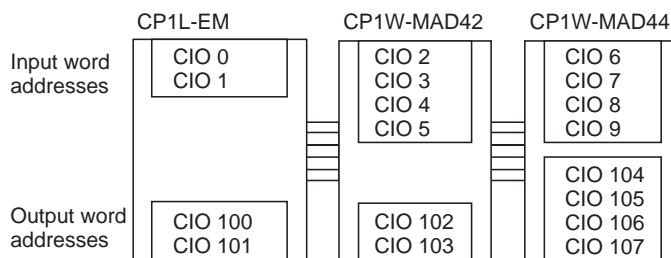 CP1L-EM CP1W-MAD42 CP1W-MAD44
Input word addresses
CIO 0
CIO 1
CIO 2
CIO 3
CIO 4
CIO 5
CIO 6
CIO 7
CIO 8
CIO 9
Output word addresses
CIO 100
CIO 101
CIO 102
CIO 103
CIO 104
CIO 105
CIO 106
CIO 107